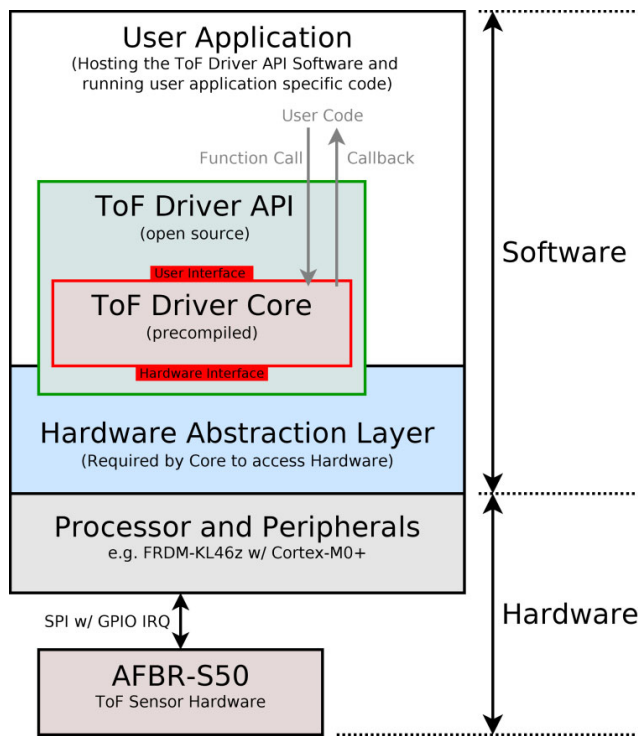 User Application
(Hosting the ToF Driver API Software and
running user application specific code)
User Code
Function Call
Callback
ToF Driver API
(open source)
User Interface
ToF Driver Core
(precompiled)
Hardware Interface
Hardware Abstraction Layer
(Required by Core to access Hardware)
Processor and Peripherals
e.g. FRDM-KL46z w/ Cortex-M0+
SPI w/ GPIO IRQ
AFBR-S50
ToF Sensor Hardware
Software
Hardware